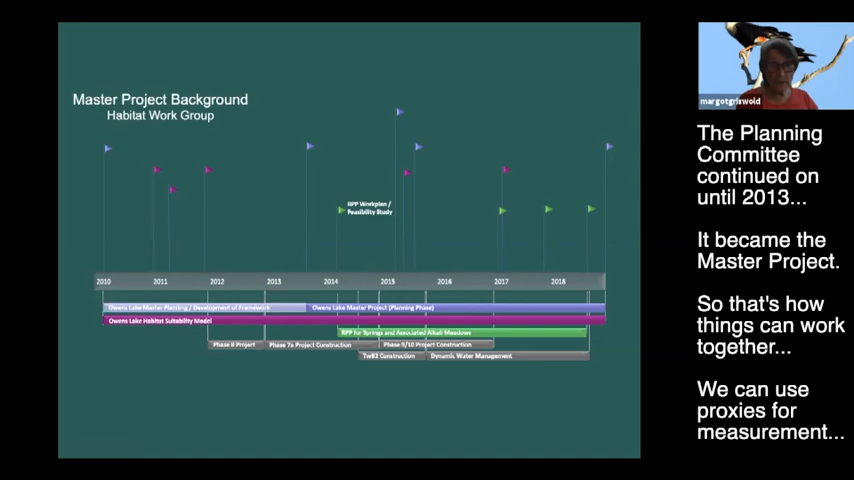 Master Project Background
Habitat Work Group
RPP Workplan /
Feasibility Study
2010 2011 2012 2013 2014 2015 2016 2017 2018
Owens Lake Master Planning / Development of Framework
Owens Lake Master Project (Planning Phase)
Owens Lake Habitat Suitability Model
RPP for Springs and Associated Alkali Meadows
Phase 8 Project
Phase 7a Project Construction
Phase 9/10 Project Construction
TwB2 Construction
Dynamic Water Management
margotgriswold
The Planning
Committee
continued on
until 2013...
It became the
Master Project.
So that's how
things can work
together...
We can use
proxies for
measurement...